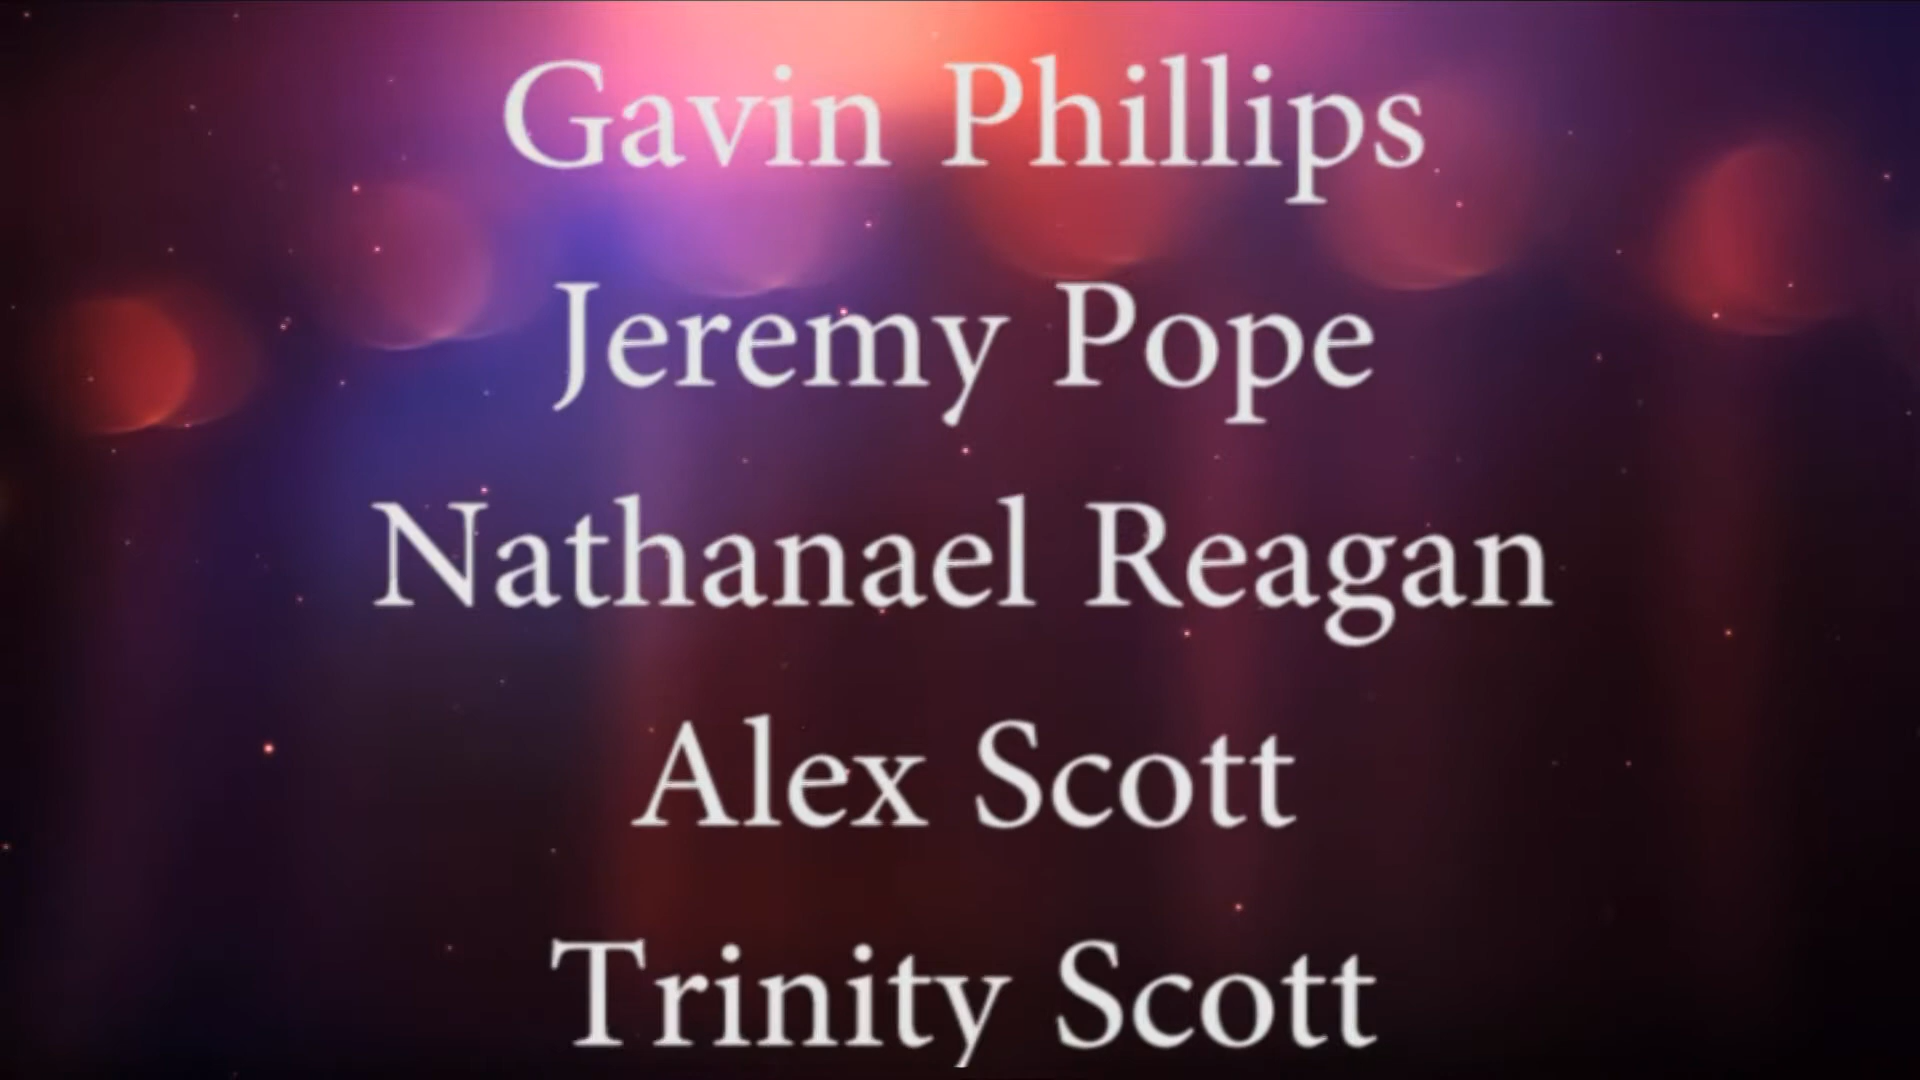 Gavin Phillips
Jeremy Pope
Nathanael Reagan
Alex Scott
Trinity Scott